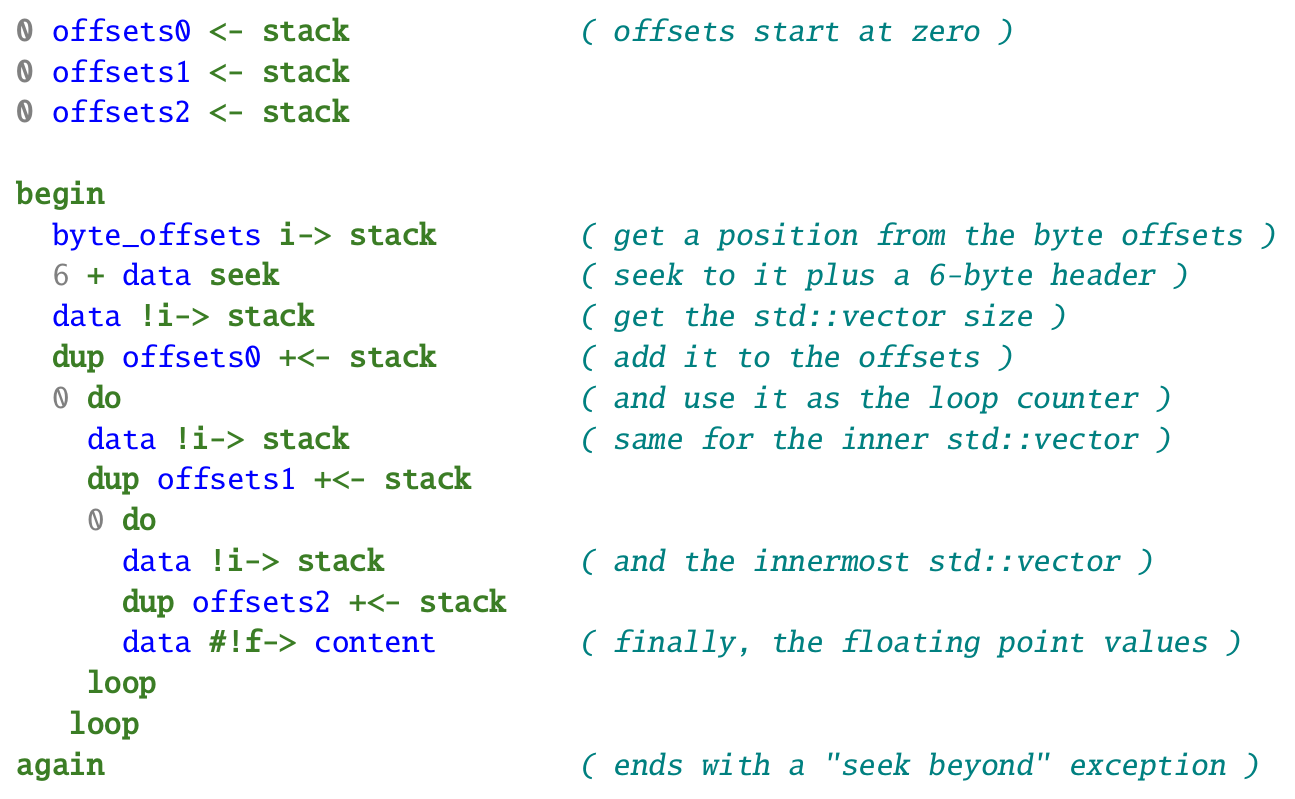 0 offsets0 <- stack ( offsets start at zero )
0 offsets1 <- stack
0 offsets2 <- stack
begin
byte_offsets i-> stack ( get a position from the byte offsets )
6 + data seek ( seek to it plus a 6-byte header )
data !i-> stack ( get the std::vector size )
dup offsets0 +<- stack ( add it to the offsets )
0 do ( and use it as the loop counter )
data !i-> stack ( same for the inner std::vector )
dup offsets1 +<- stack
0 do
data !i-> stack ( and the innermost std::vector )
dup offsets2 +<- stack
data #!f-> content ( finally, the floating point values )
loop
loop
again ( ends with a "seek beyond" exception )